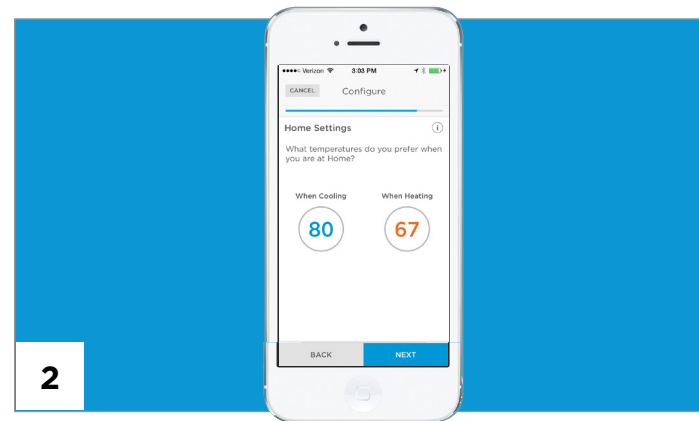 Verizon 3:03 PM
CANCEL Configure
Home Settings
What temperatures do you prefer when
you are at Home?
When Cooling When Heating
80 67
BACK NEXT
2